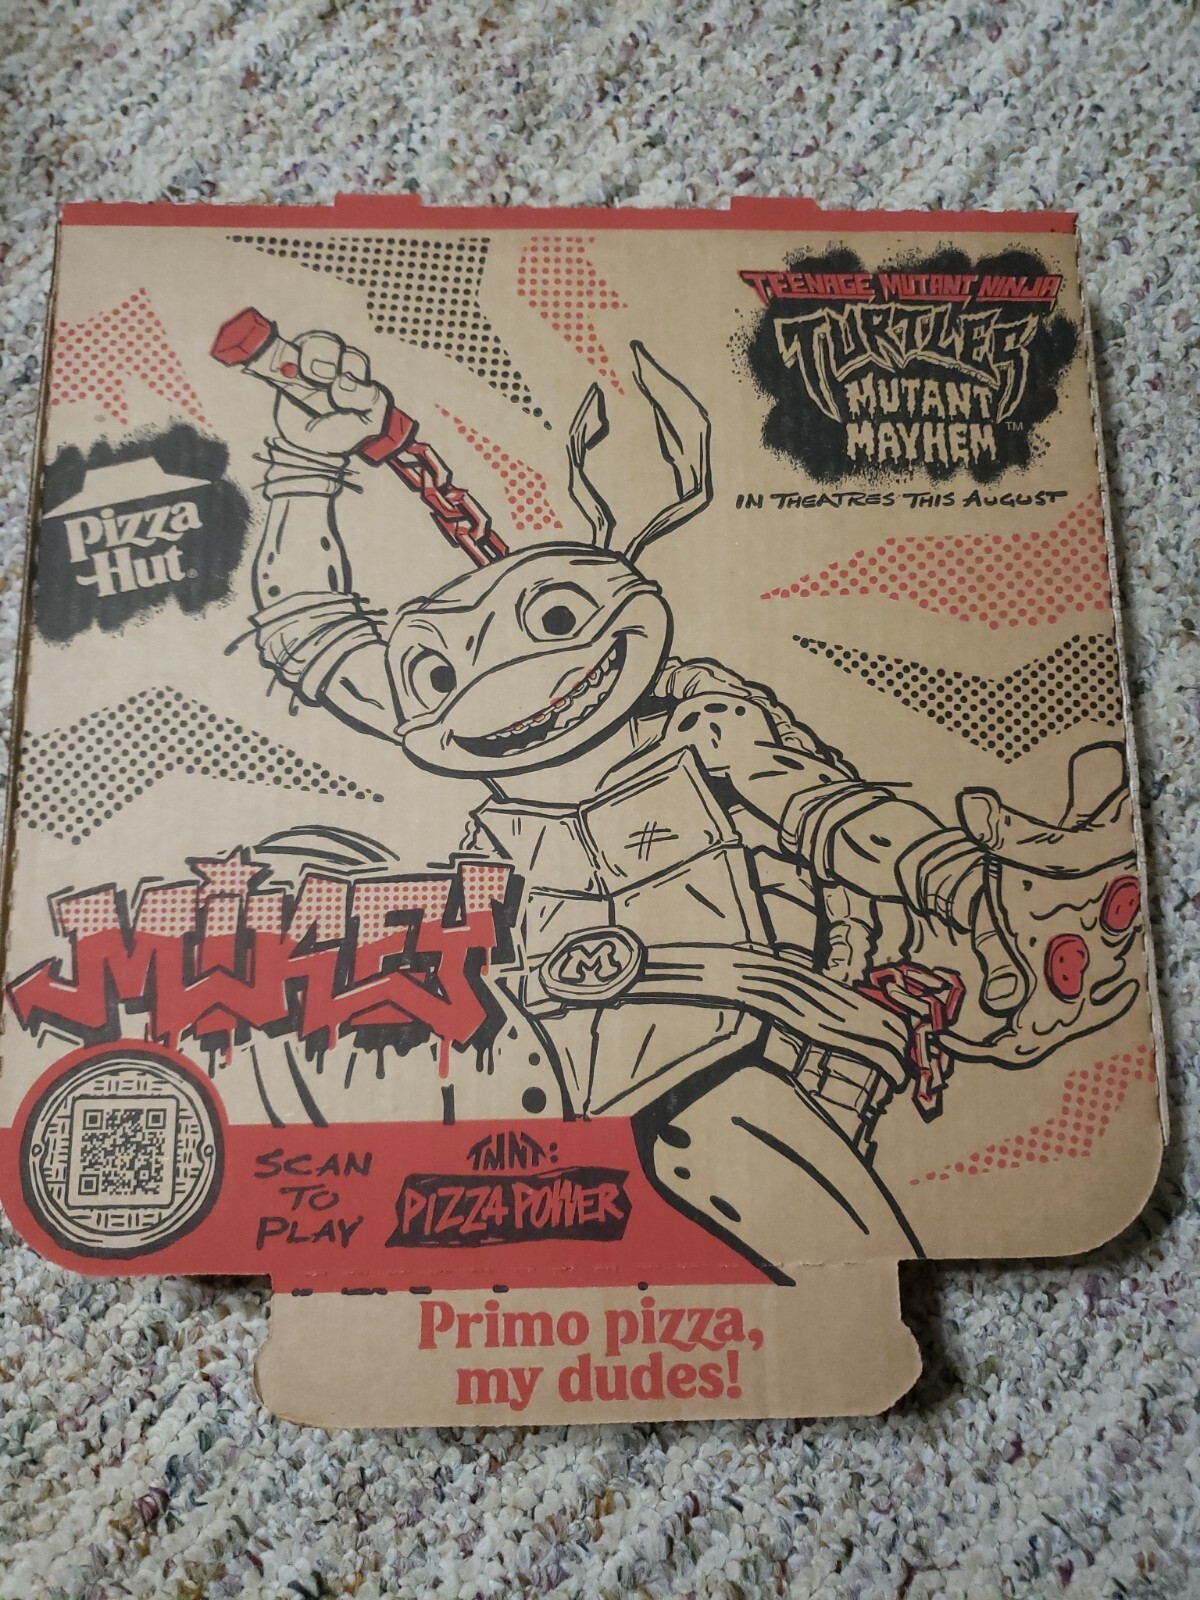 TEENAGE MUTANT NINJA
TURTLES
MUTANT
MAYHEM™
IN THEATRES THIS AUGUST
Pizza
Hut®
MIKEY
M
SCAN
TO
PLAY
TMNT:
PIZZA POWER
Primo pizza,
my dudes!